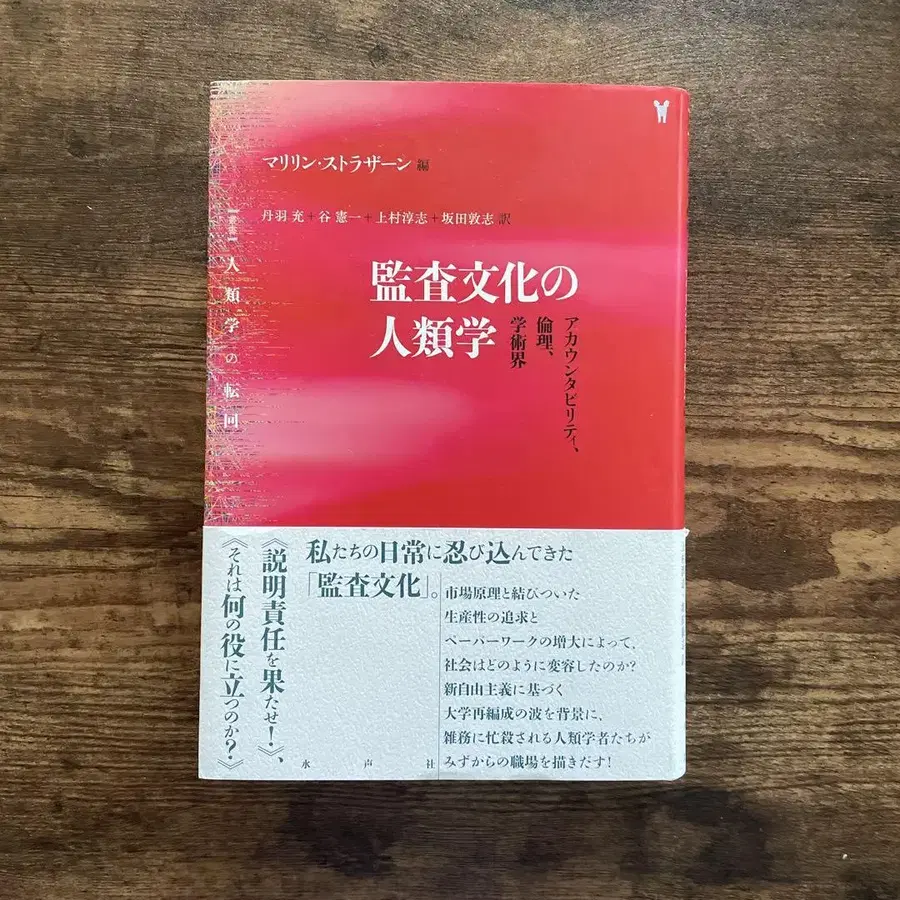 マリリン・ストラザーン 編
丹羽 充+谷 憲一+上村淳志+坂田敦志 訳
監査文化の
人類学
アカウンタビリティ、
倫理、
学術界
【叢書】人類学の転回
私たちの日常に忍び込んできた
「監査文化」。
《説明責任を果たせ！》、
《それは何の役に立つのか？》
市場原理と結びついた
生産性の追求と
ペーパーワークの増大によって、
社会はどのように変容したのか？
新自由主義に基づく
大学再編成の波を背景に、
雑務に忙殺される人類学者たちが
みずからの職場を描きだす！
水声社